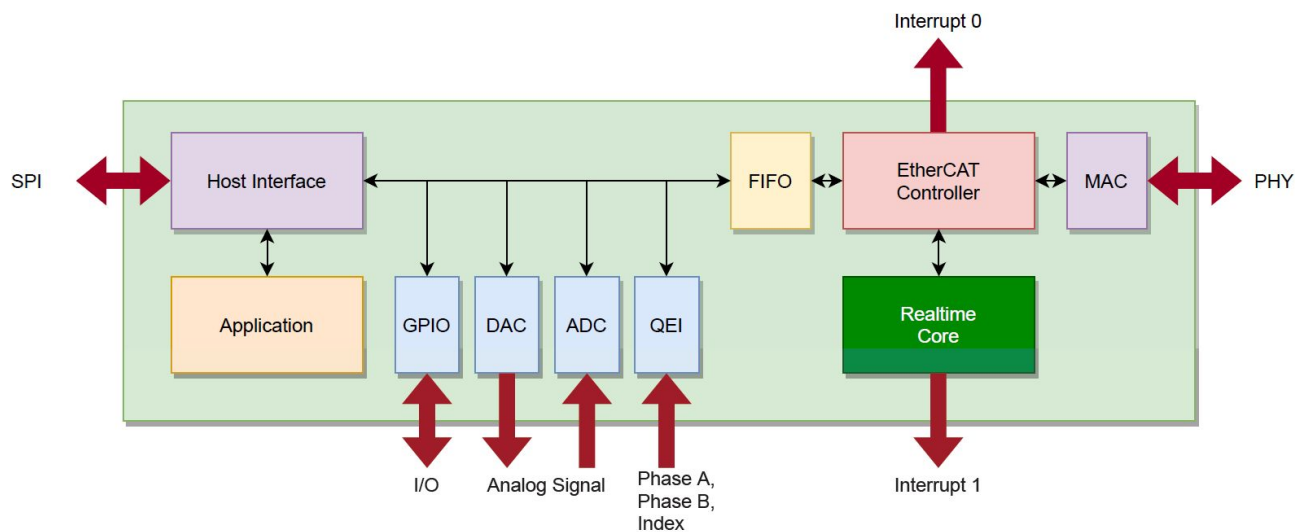 Interrupt 0
SPI
Host Interface
FIFO
EtherCAT
Controller
MAC
PHY
Application
GPIO
DAC
ADC
QEI
Realtime
Core
I/O
Analog Signal
Phase A,
Phase B,
Index
Interrupt 1